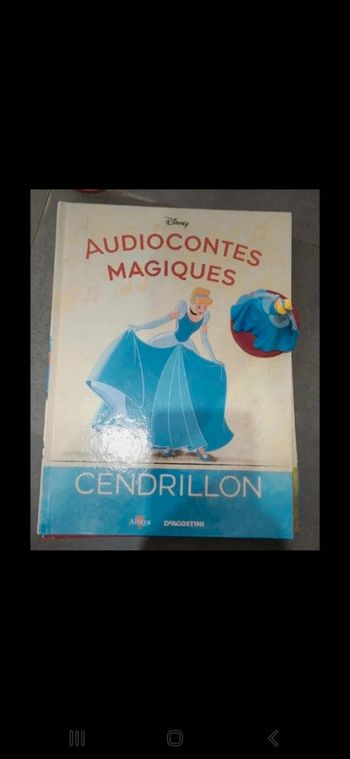 Disney
AUDIOCONTES
MAGIQUES
CENDRILLON
Altaya DeAGOSTINI